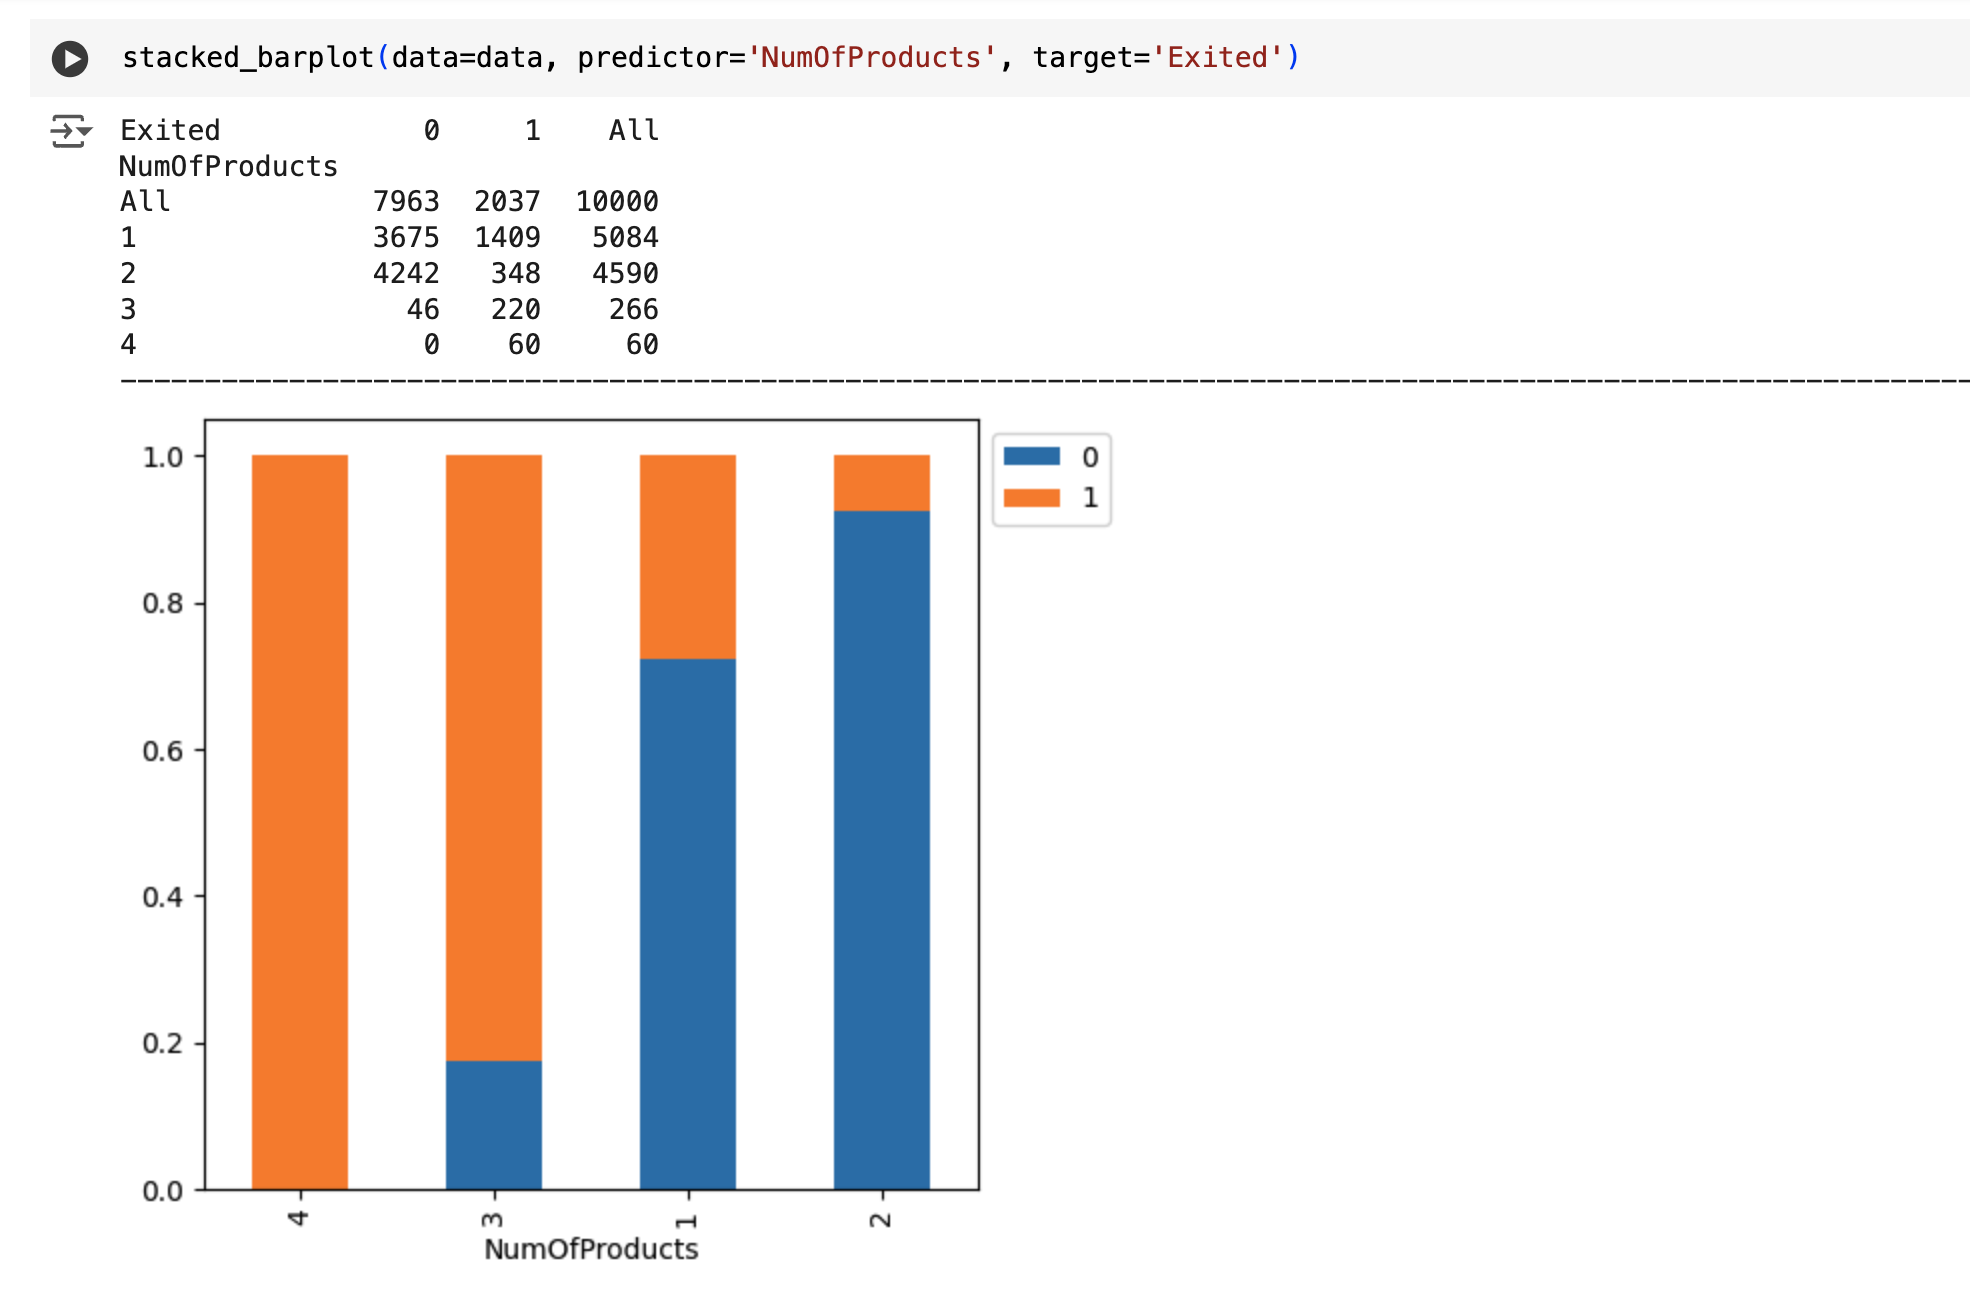 stacked_barplot(data=data, predictor='NumOfProducts', target='Exited')
Exited 0 1 All
NumOfProducts
All 7963 2037 10000
1 3675 1409 5084
2 4242 348 4590
3 46 220 266
4 0 60 60
------------------------------------------------------------------------------------------------------------------------
1.0
0.8
0.6
0.4
0.2
0.0
4 3 1 2
NumOfProducts
0
1